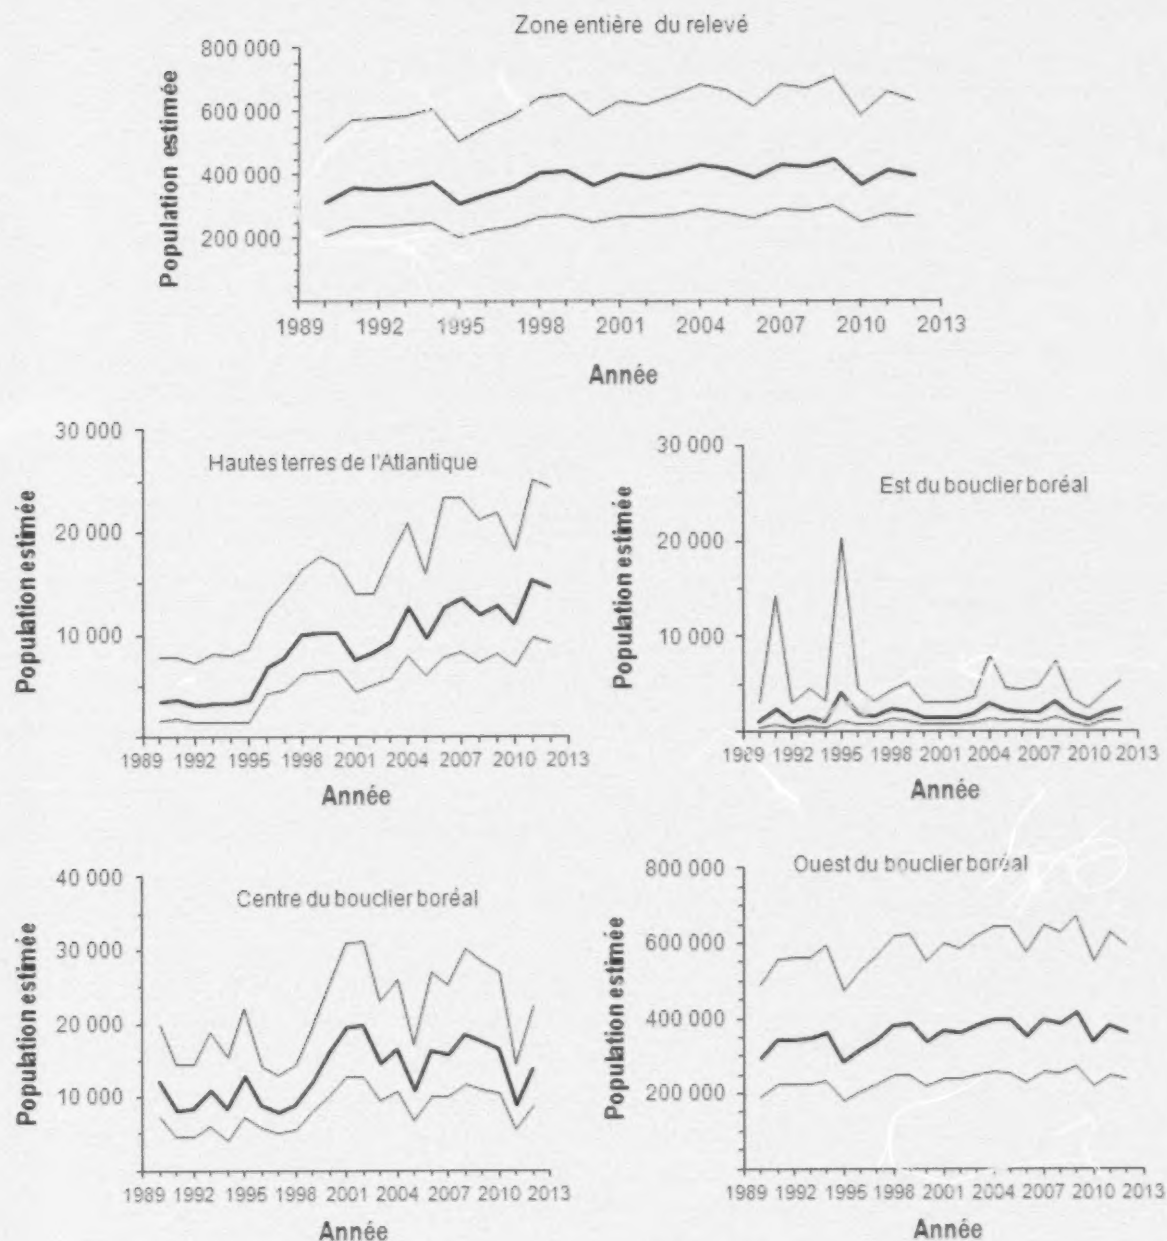 Zone entière du relevé
Population estimée
800 000
600 000
400 000
200 000
1989 1992 1995 1998 2001 2004 2007 2010 2013
Année
Hautes terres de l'Atlantique
Population estimée
30 000
20 000
10 000
1989 1992 1995 1998 2001 2004 2007 2010 2013
Année
Est du bouclier boréal
Population estimée
30 000
20 000
10 000
1989 1992 1995 1998 2001 2004 2007 2010 2013
Année
Centre du bouclier boréal
Population estimée
40 000
30 000
20 000
10 000
1989 1992 1995 1998 2001 2004 2007 2010 2013
Année
Ouest du bouclier boréal
Population estimée
800 000
600 000
400 000
200 000
1989 1992 1995 1998 2001 2004 2007 2010 2013
Année